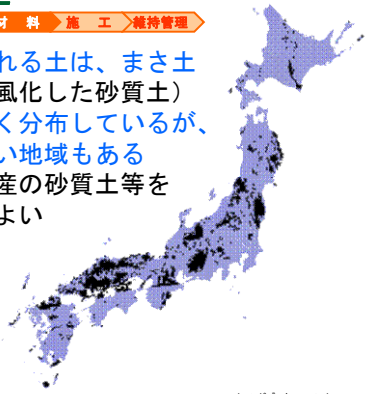 材 料 施 工 維持管理
れる土は、まさ土
風化した砂質土）
く分布しているが、
い地域もある
産の砂質土等を
よい